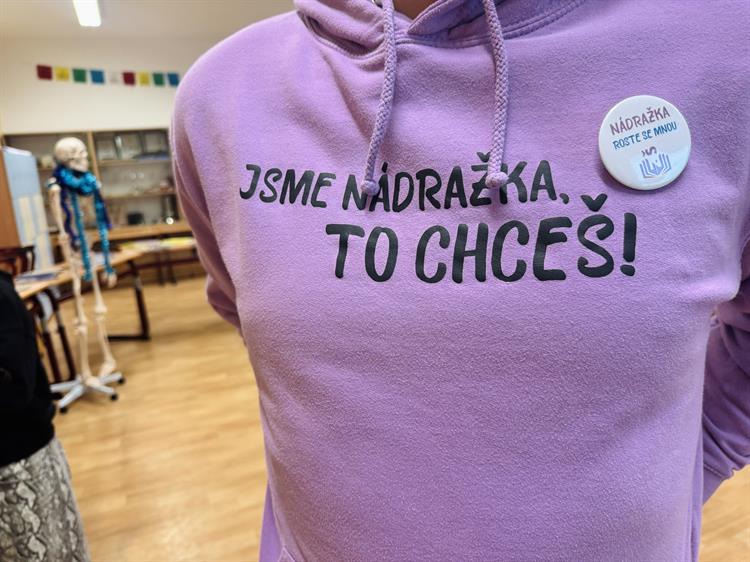 JSME NÁDRAŽKA,
TO CHCEŠ!
NÁDRAŽKA
ROSTE SE MNOU